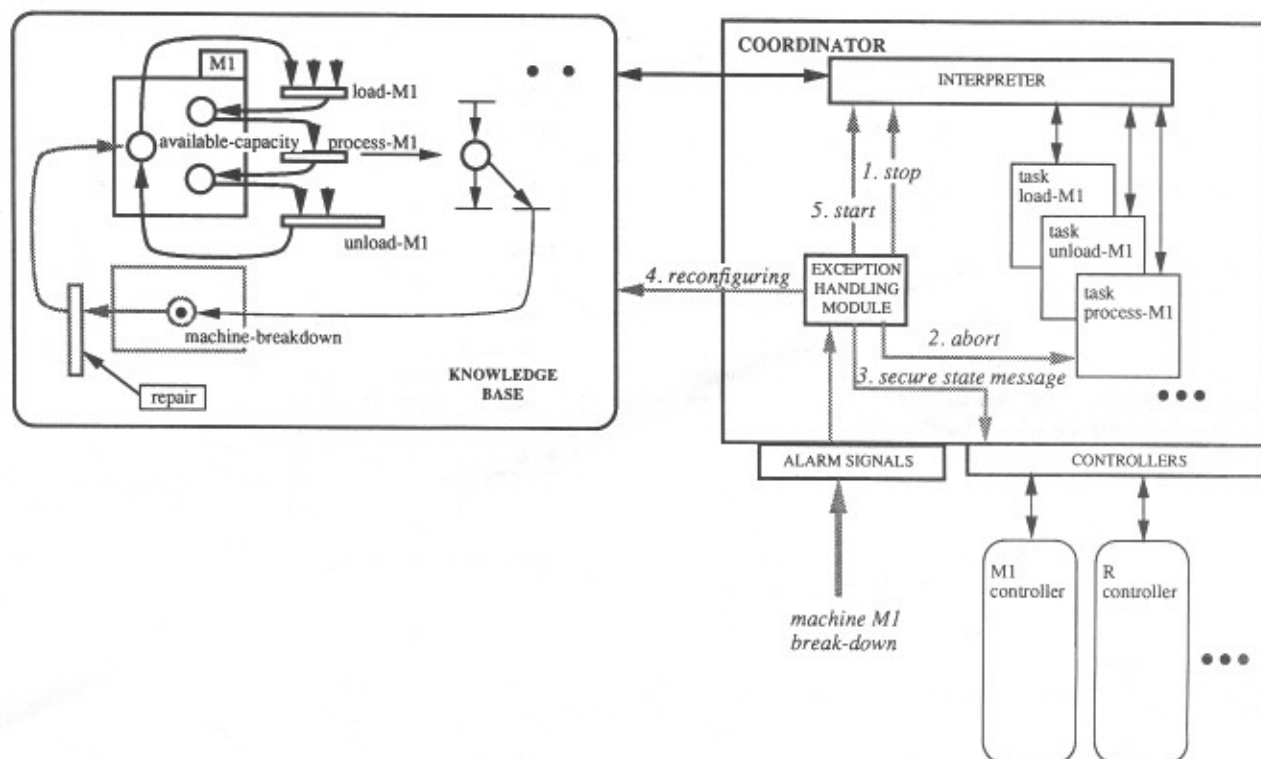 M1
load-M1
available-capacity
process-M1
unload-M1
machine-breakdown
repair
KNOWLEDGE
BASE
COORDINATOR
INTERPRETER
1. stop
5. start
task
load-M1
task
unload-M1
task
process-M1
4. reconfiguring
EXCEPTION
HANDLING
MODULE
2. abort
3. secure state message
ALARM SIGNALS
CONTROLLERS
machine M1
break-down
M1
controller
R
controller